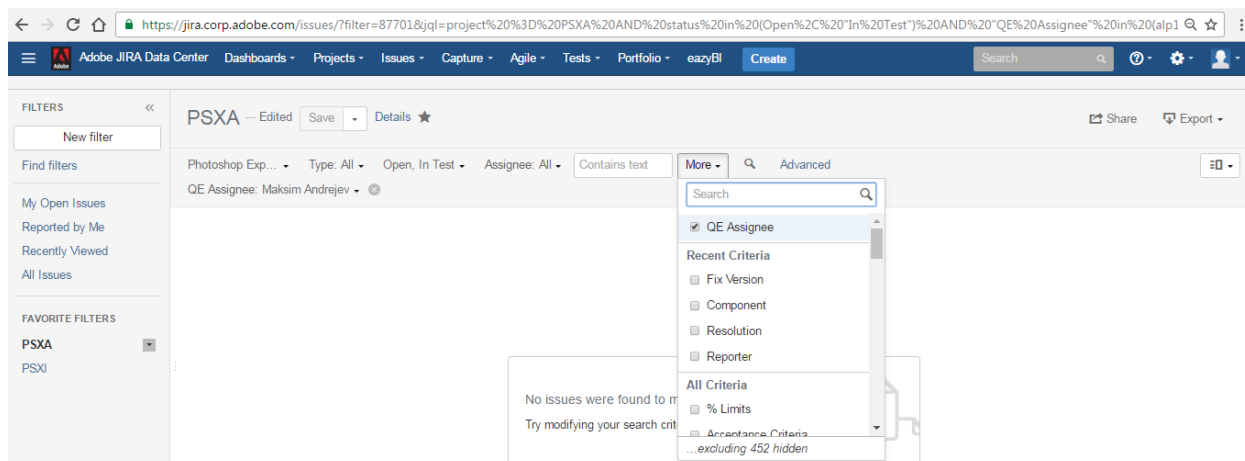 https://jira.corp.adobe.com/issues/?filter=87701&jql=project%20%3D%20PSXA%20AND%20status%20in%20(Open%2C%20"In%20Test")%20AND%20"QE%20Assignee"%20in%20(alp1
Adobe
Adobe JIRA Data Center Dashboards Projects Issues Capture Agile Tests Portfolio eazyBI Create Search
FILTERS
New filter
Find filters
My Open Issues
Reported by Me
Recently Viewed
All Issues
FAVORITE FILTERS
PSXA
PSXI
PSXA — Edited Save Details Share Export
Photoshop Exp... Type: All Open, In Test Assignee: All Contains text More Advanced
QE Assignee: Maksim Andrejev
Search
QE Assignee
Recent Criteria
Fix Version
Component
Resolution
Reporter
All Criteria
% Limits
Acceptance Criteria
...excluding 452 hidden
No issues were found to m
Try modifying your search crit